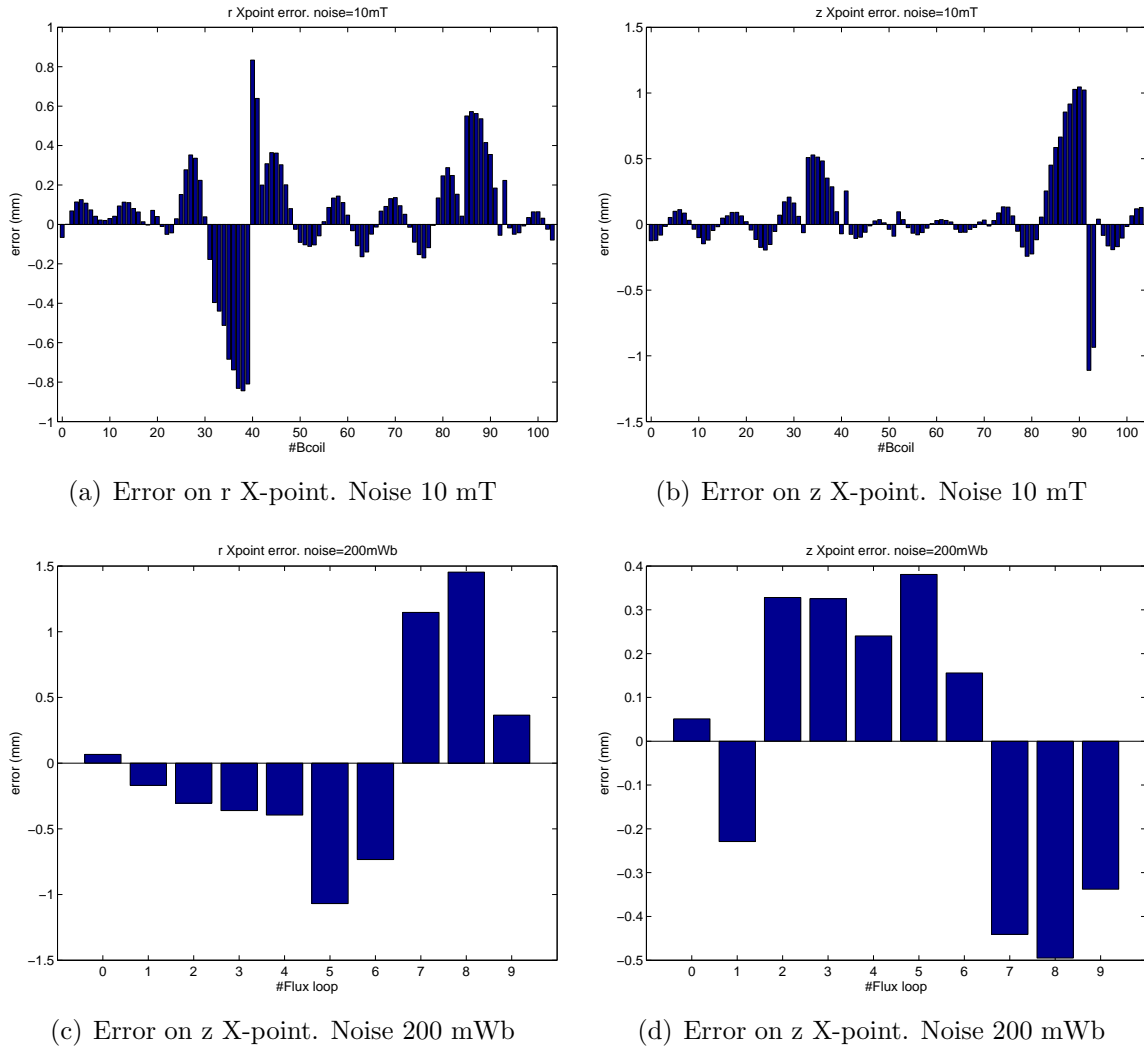 r Xpoint error. noise=10mT
1
0.8
0.6
0.4
0.2
0
−0.2
−0.4
−0.6
−0.8
−1
error (mm)
0 10 20 30 40 50 60 70 80 90 100
#Bcoil
(a) Error on r X-point. Noise 10 mT
z Xpoint error. noise=10mT
1.5
1
0.5
0
−0.5
−1
−1.5
error (mm)
0 10 20 30 40 50 60 70 80 90 100
#Bcoil
(b) Error on z X-point. Noise 10 mT
r Xpoint error. noise=200mWb
1.5
1
0.5
0
−0.5
−1
−1.5
error (mm)
0 1 2 3 4 5 6 7 8 9
#Flux loop
(c) Error on z X-point. Noise 200 mWb
z Xpoint error. noise=200mWb
0.4
0.3
0.2
0.1
0
−0.1
−0.2
−0.3
−0.4
−0.5
error (mm)
0 1 2 3 4 5 6 7 8 9
#Flux loop
(d) Error on z X-point. Noise 200 mWb